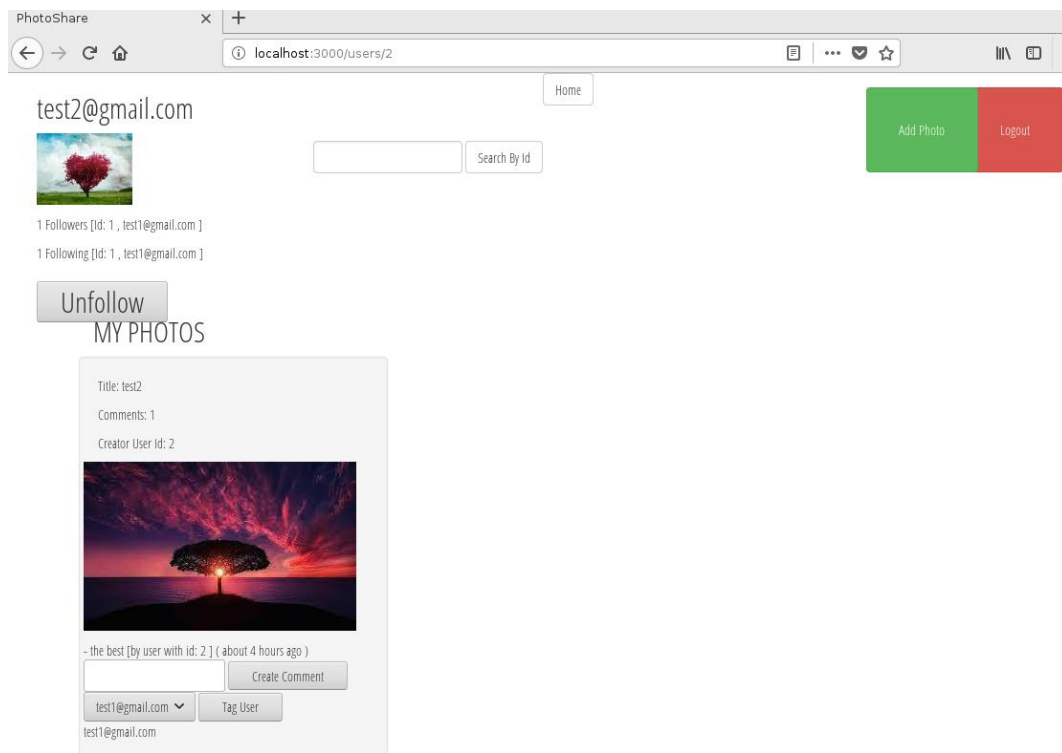 PhotoShare
localhost:3000/users/2
Home
test2@gmail.com
Add Photo
Logout
Search By Id
1 Followers [Id: 1 , test1@gmail.com ]
1 Following [Id: 1 , test1@gmail.com ]
Unfollow
MY PHOTOS
Title: test2
Comments: 1
Creator User Id: 2
- the best [by user with id: 2 ] ( about 4 hours ago )
Create Comment
test1@gmail.com
Tag User
test1@gmail.com